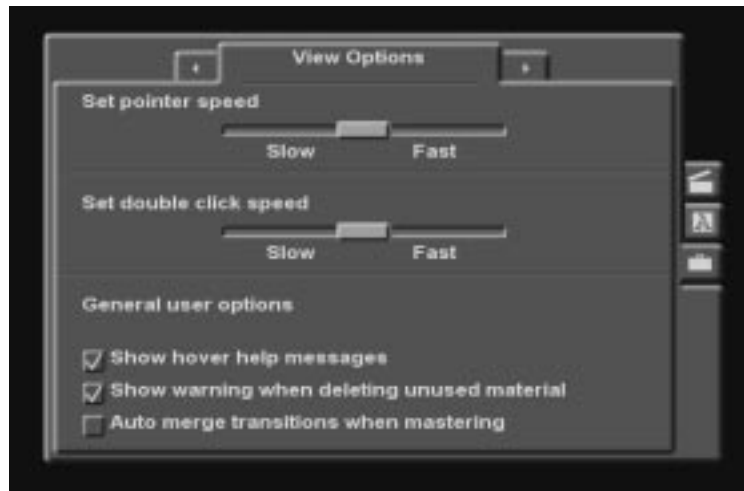 View Options
Set pointer speed
Slow Fast
Set double click speed
Slow Fast
General user options
Show hover help messages
Show warning when deleting unused material
Auto merge transitions when mastering